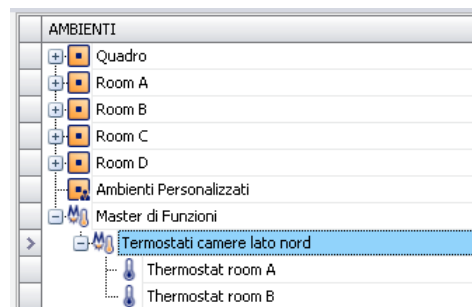 AMBIENTI
Quadro
Room A
Room B
Room C
Room D
Ambienti Personalizzati
Master di Funzioni
Termostati camere lato nord
Thermostat room A
Thermostat room B